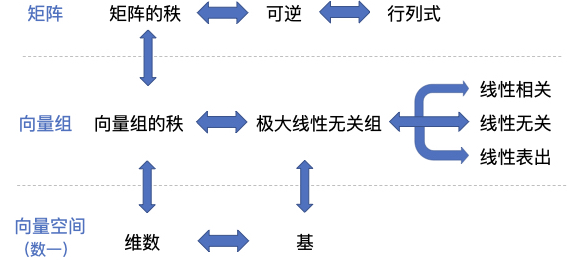 矩阵 矩阵的秩 可逆 行列式
线性相关
向量组 向量组的秩 极大线性无关组 线性无关
线性表出
向量空间
(数一) 维数 基